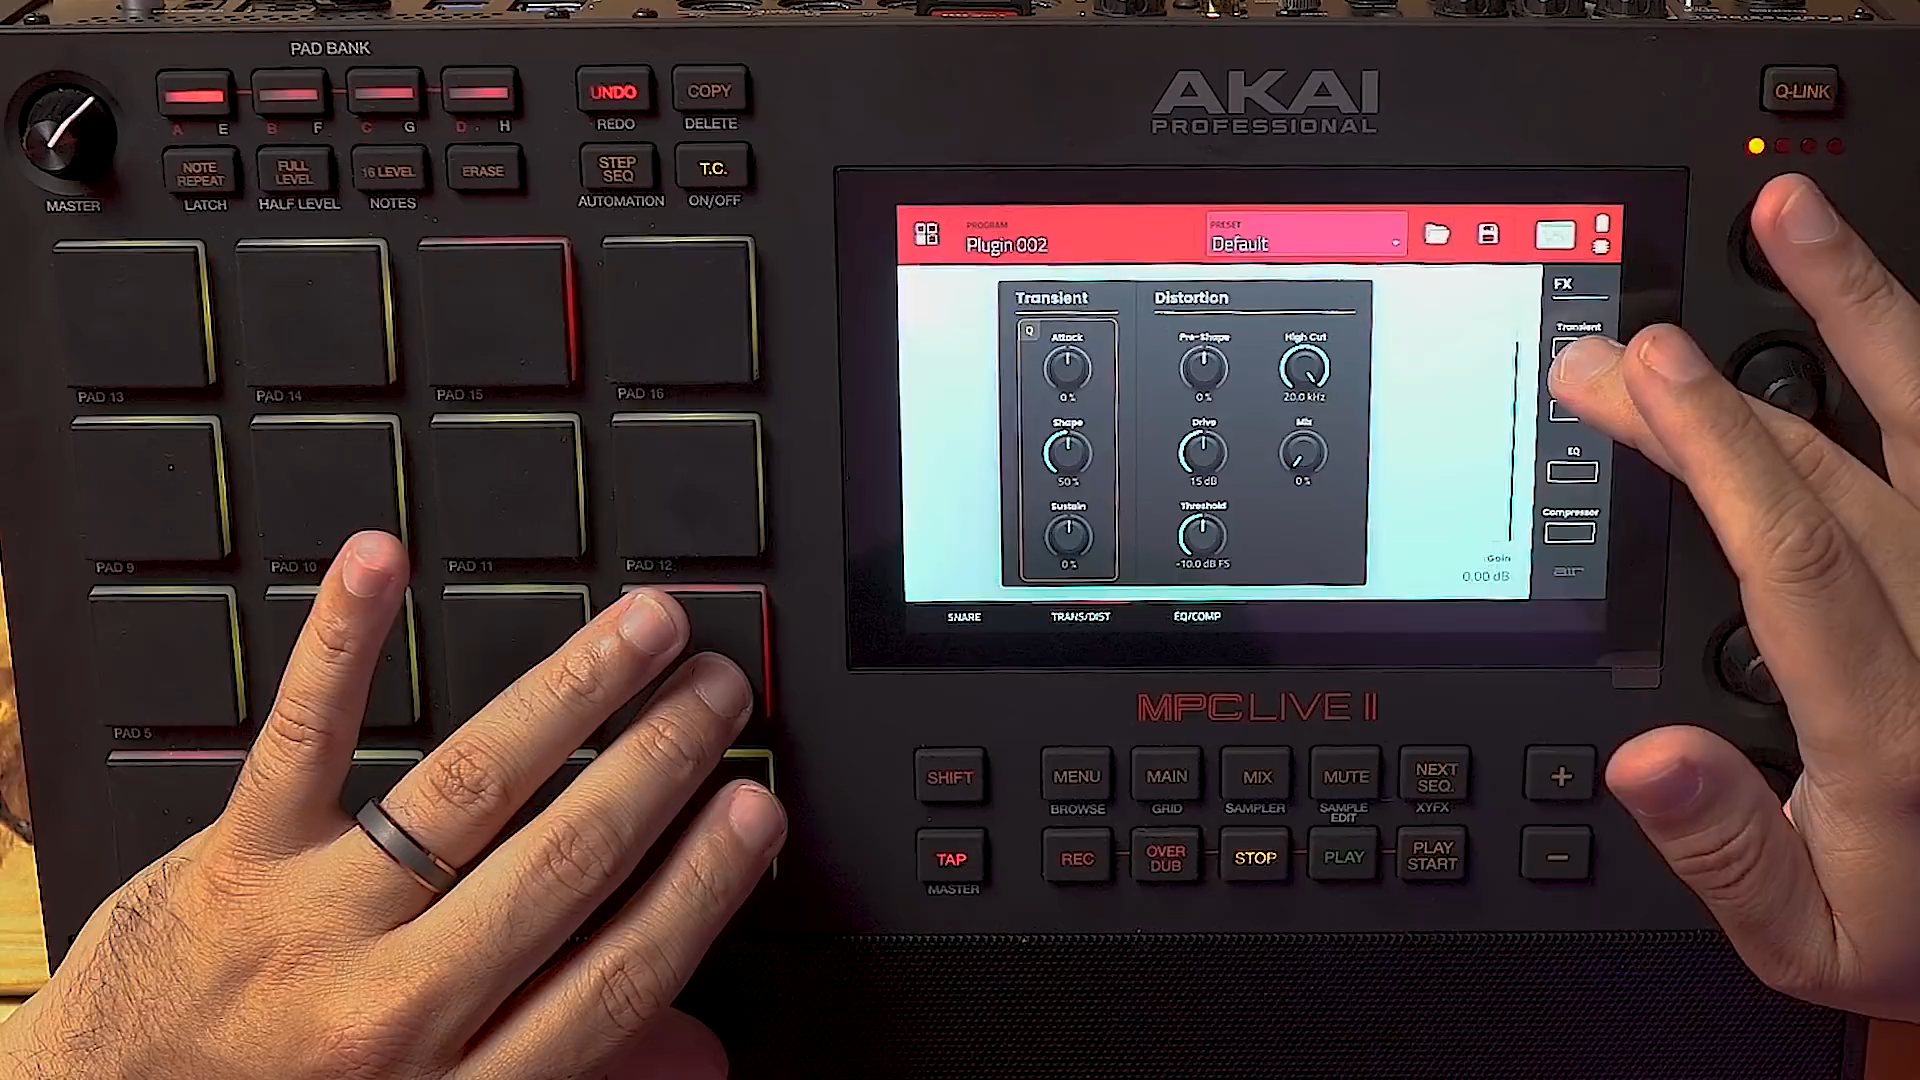 PAD BANK
A E B F C G D H
UNDO
REDO
COPY
DELETE
NOTE
REPEAT
LATCH
FULL
LEVEL
HALF LEVEL
16 LEVEL
NOTES
ERASE
STEP
SEQ
AUTOMATION
T.C.
ON/OFF
MASTER
PAD 13
PAD 14
PAD 15
PAD 16
PAD 9
PAD 10
PAD 11
PAD 12
PAD 5
AKAI
PROFESSIONAL
Q-LINK
PROGRAM
Plugin 002
PRESET
Default
Transient
Q
Attack
0 %
Shape
50 %
Sustain
0 %
Distortion
Pre-Shape
0 %
High Cut
20.0 kHz
Drive
15 dB
Mix
0 %
Threshold
-10.0 dB FS
Gain
0.00 dB
FX
Transient
EQ
Compressor
air
SNARE
TRANS/DIST
EQ/COMP
MPC LIVE II
SHIFT
MENU
BROWSE
MAIN
GRID
MIX
SAMPLER
MUTE
SAMPLE
EDIT
NEXT
SEQ.
XYFX
+
TAP
MASTER
REC
OVER
DUB
STOP
PLAY
PLAY
START
−